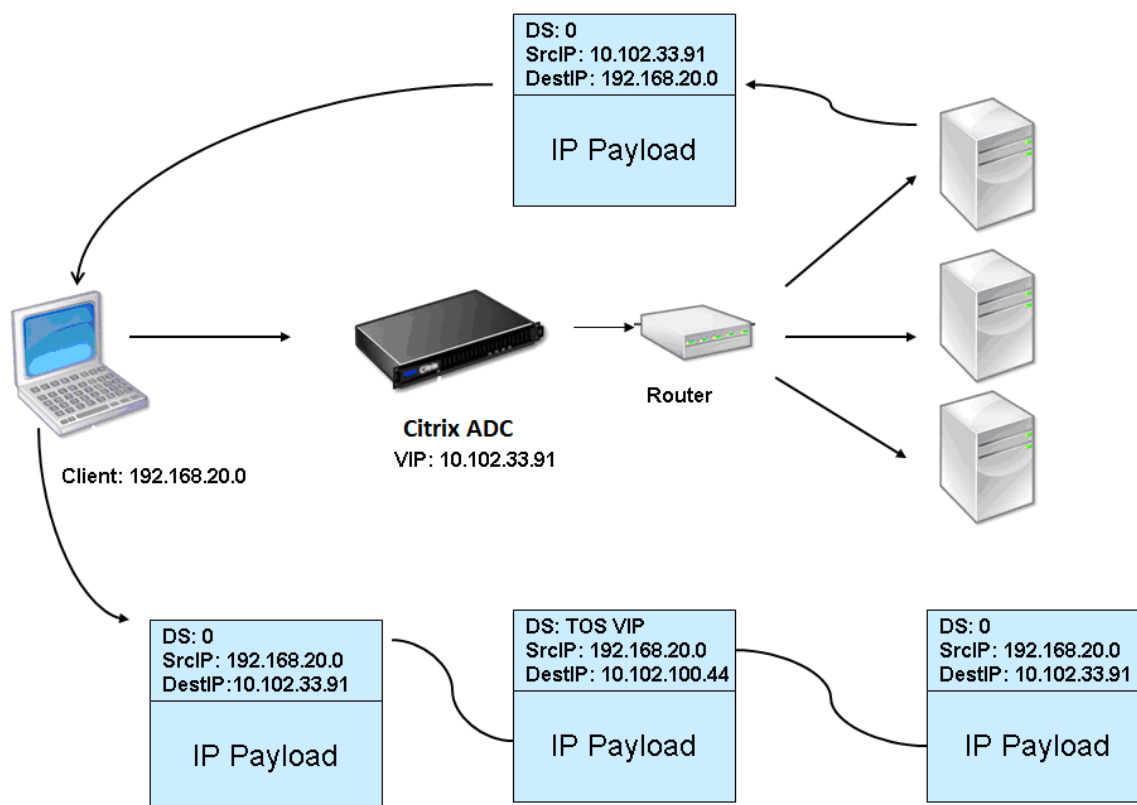 DS: 0
SrcIP: 10.102.33.91
DestIP: 192.168.20.0
IP Payload
Citrix
Router
Citrix ADC
VIP: 10.102.33.91
Client: 192.168.20.0
DS: 0
SrcIP: 192.168.20.0
DestIP:10.102.33.91
IP Payload
DS: TOS VIP
SrcIP: 192.168.20.0
DestIP: 10.102.100.44
IP Payload
DS: 0
SrcIP: 192.168.20.0
DestIP: 10.102.33.91
IP Payload